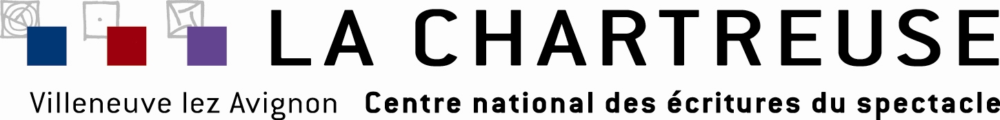 LA CHARTREUSE
Villeneuve lez Avignon Centre national des écritures du spectacle